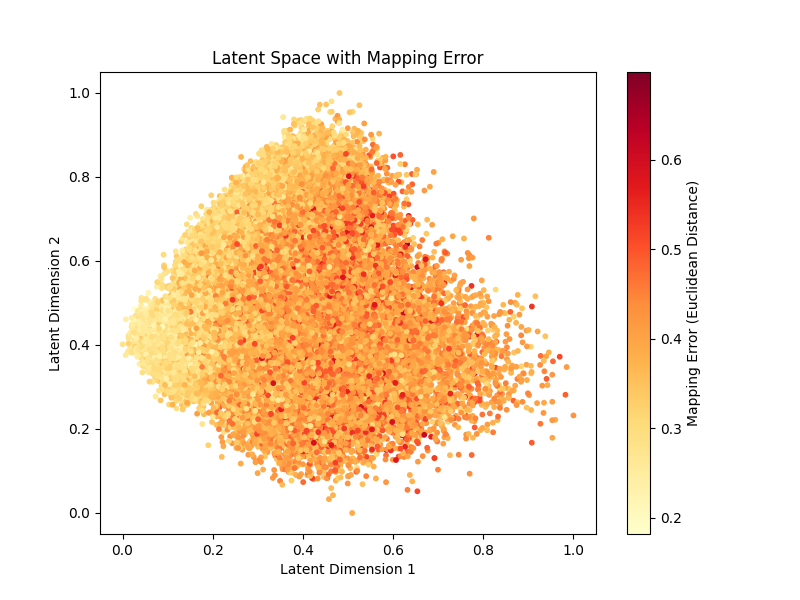 Latent Space with Mapping Error
Latent Dimension 2
1.0
0.8
0.6
0.4
0.2
0.0
0.0 0.2 0.4 0.6 0.8 1.0
Latent Dimension 1
0.6
0.5
0.4
0.3
0.2
Mapping Error (Euclidean Distance)